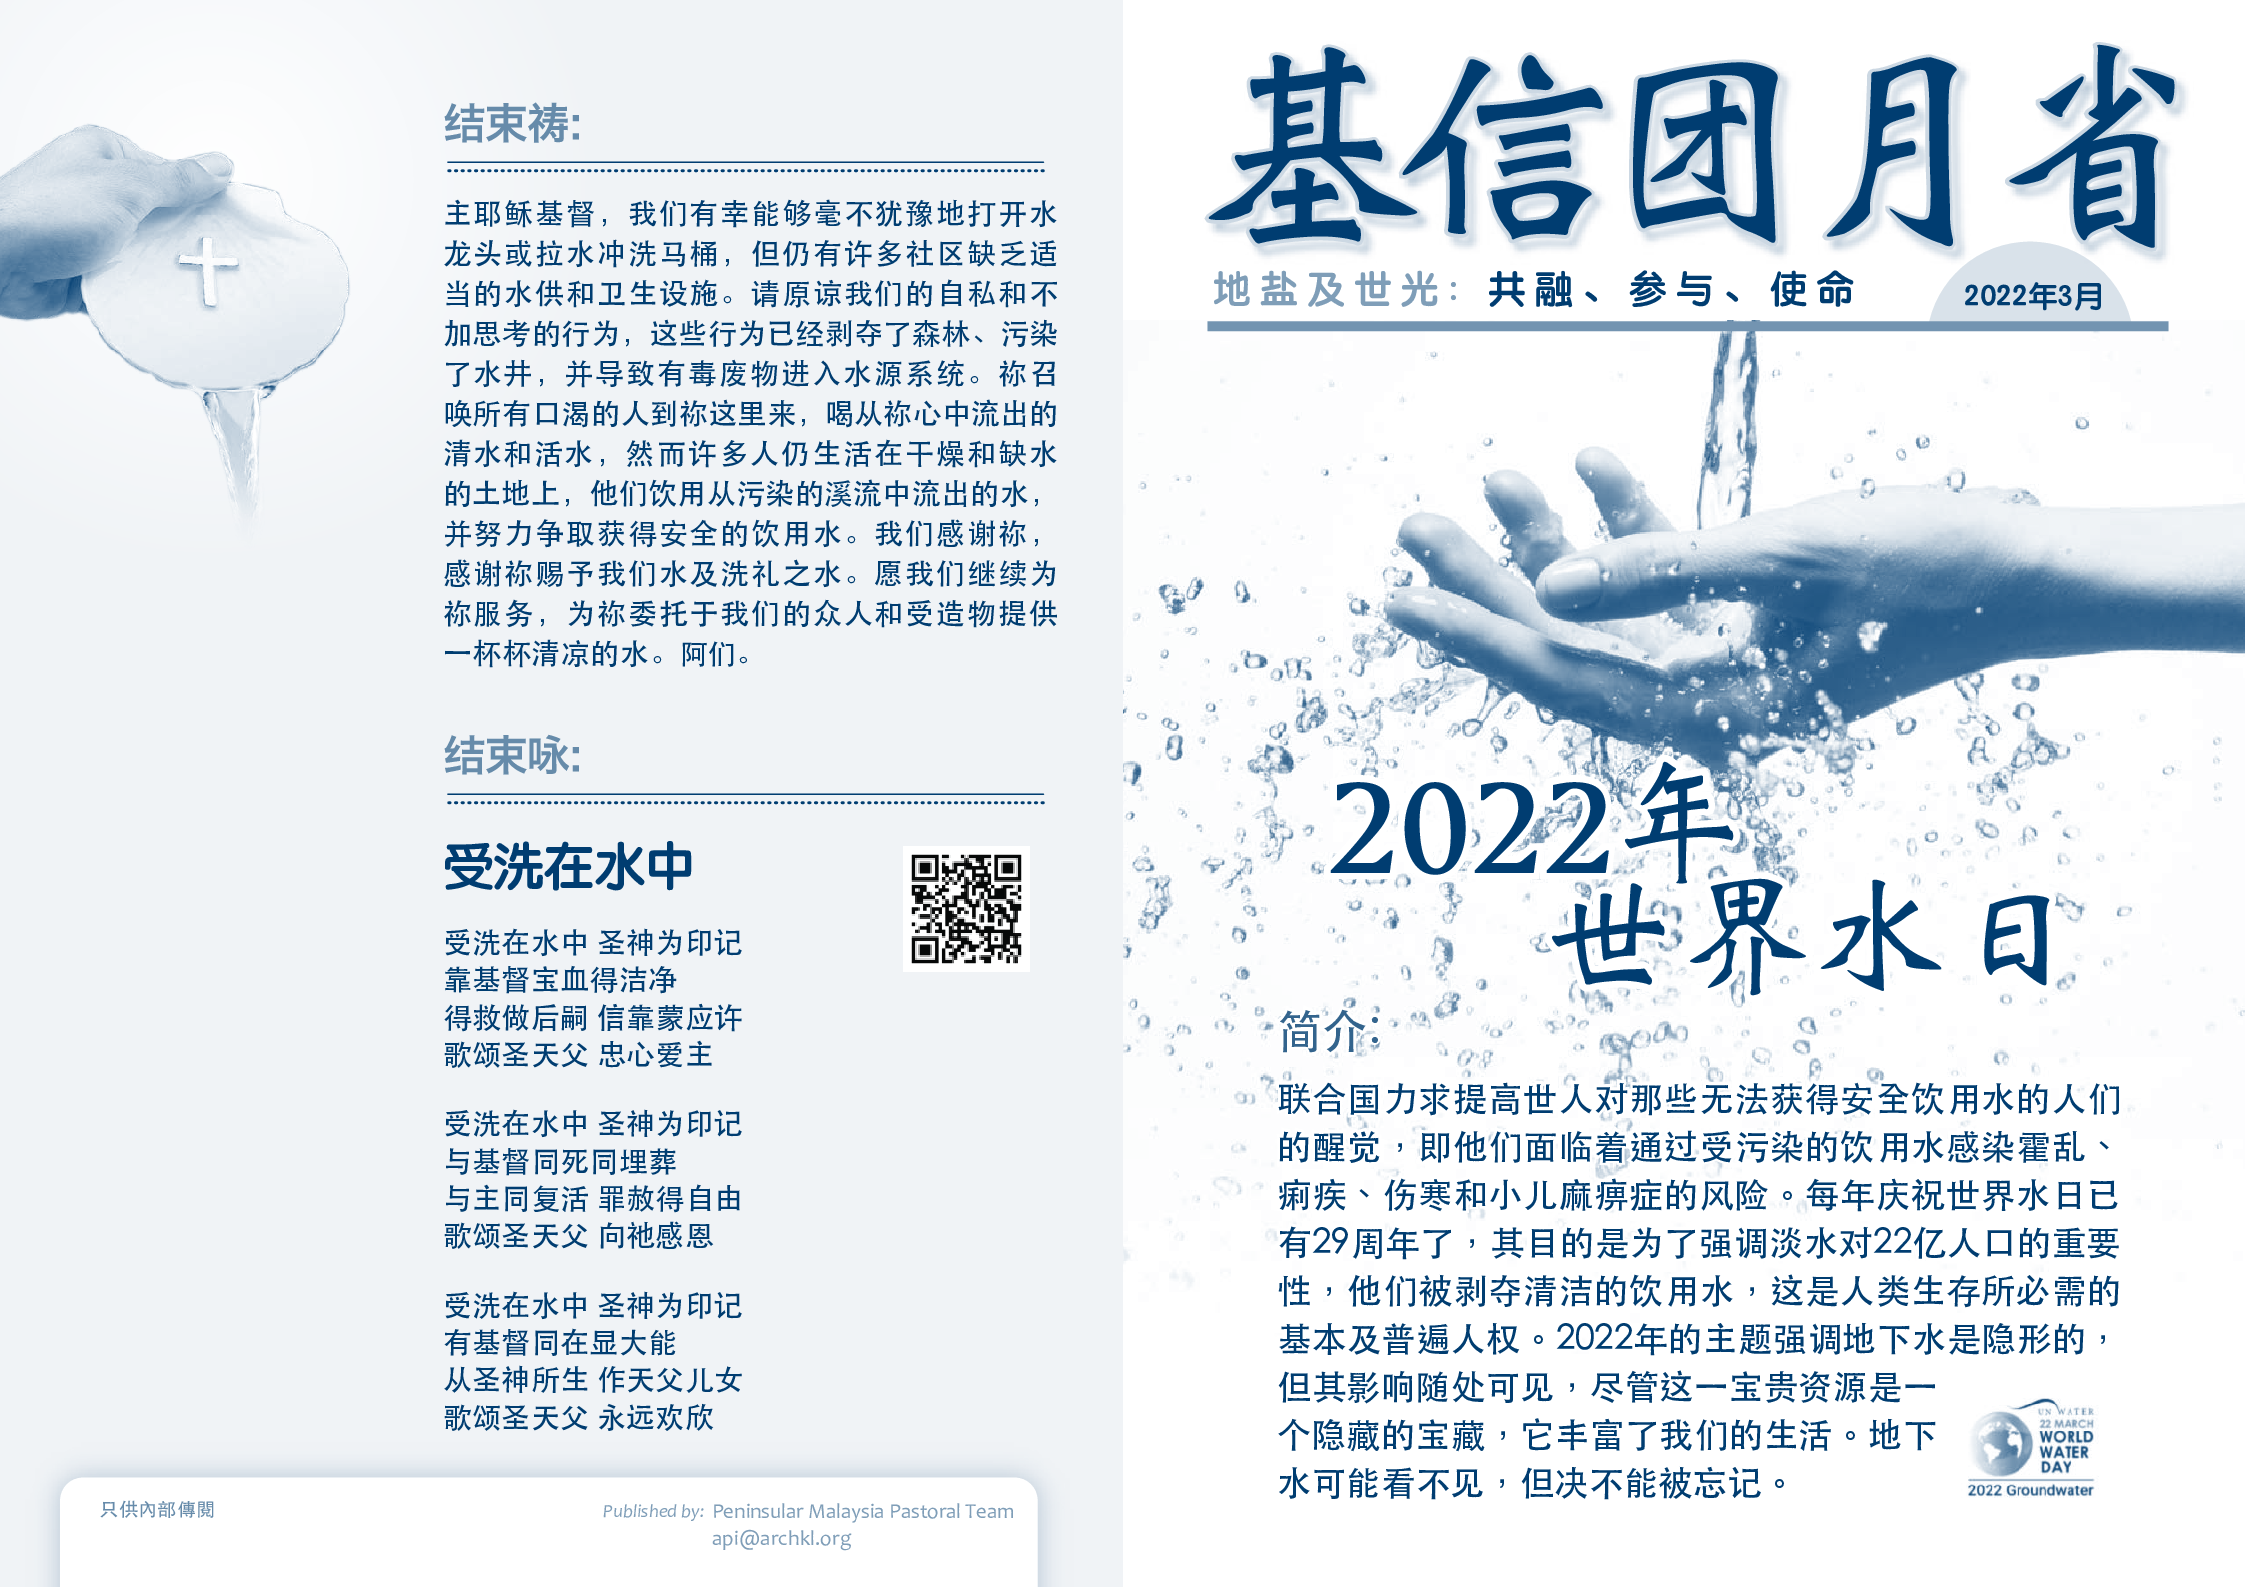 结束祷:
主耶稣基督，我们有幸能够毫不犹豫地打开水
龙头或拉水冲洗马桶，但仍有许多社区缺乏适
当的水供和卫生设施。请原谅我们的自私和不
加思考的行为，这些行为已经剥夺了森林、污染
了水井，并导致有毒废物进入水源系统。祢召
唤所有口渴的人到祢这里来，喝从祢心中流出的
清水和活水，然而许多人仍生活在干燥和缺水
的土地上，他们饮用从污染的溪流中流出的水，
并努力争取获得安全的饮用水。我们感谢祢，
感谢祢赐予我们水及洗礼之水。愿我们继续为
祢服务，为祢委托于我们的众人和受造物提供
一杯杯清凉的水。阿们。
结束咏:
受洗在水中
受洗在水中 圣神为印记
靠基督宝血得洁净
得救做后嗣 信靠蒙应许
歌颂圣天父 忠心爱主
受洗在水中 圣神为印记
与基督同死同埋葬
与主同复活 罪赦得自由
歌颂圣天父 向祂感恩
受洗在水中 圣神为印记
有基督同在显大能
从圣神所生 作天父儿女
歌颂圣天父 永远欢欣
只供內部傳閱
Published by: Peninsular Malaysia Pastoral Team
api@archkl.org
基信团月省
地盐及世光: 共融、参与、使命
2022年3月
2022年
世界水日
简介:
联合国力求提高世人对那些无法获得安全饮用水的人们
的醒觉，即他们面临着通过受污染的饮用水感染霍乱、
痢疾、伤寒和小儿麻痹症的风险。每年庆祝世界水日已
有29周年了，其目的是为了强调淡水对22亿人口的重要
性，他们被剥夺清洁的饮用水，这是人类生存所必需的
基本及普遍人权。2022年的主题强调地下水是隐形的，
但其影响随处可见，尽管这一宝贵资源是一
个隐藏的宝藏，它丰富了我们的生活。地下
水可能看不见，但决不能被忘记。
UN WATER
22 MARCH
WORLD
WATER
DAY
2022 Groundwater